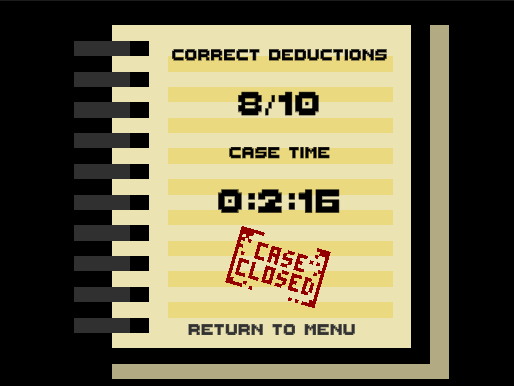 CORRECT DEDUCTIONS
8/10
CASE TIME
0:2:16
CASE
CLOSED
RETURN TO MENU